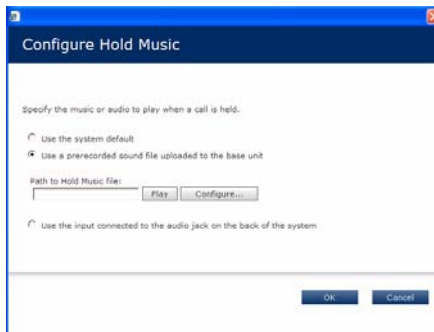 Configure Hold Music
Specify the music or audio to play when a call is held.
Use the system default
Use a prerecorded sound file uploaded to the base unit
Path to Hold Music file:
Play Configure...
Use the input connected to the audio jack on the back of the system
OK Cancel